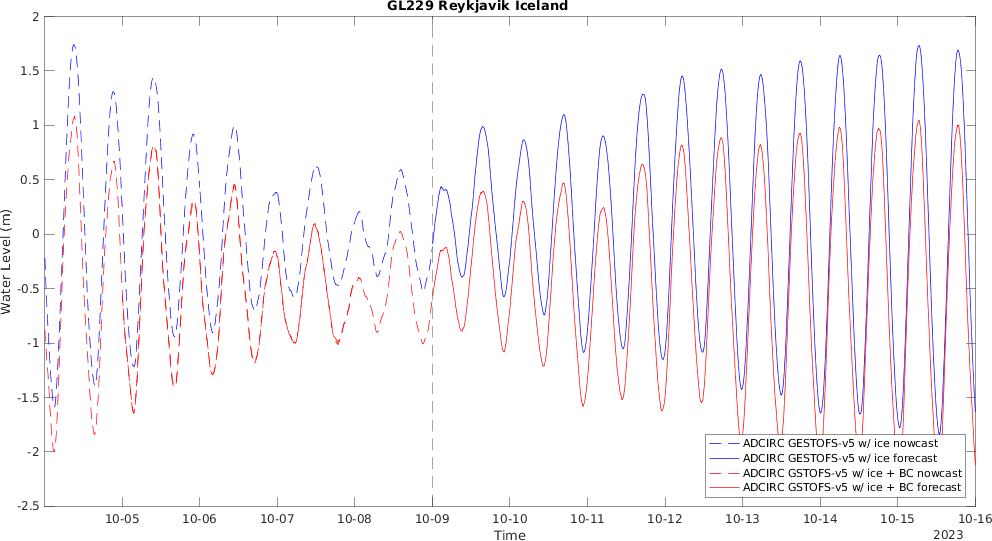 GL229 Reykjavik Iceland
2
1.5
1
0.5
0
-0.5
-1
-1.5
-2
-2.5
Water Level (m)
ADCIRC GESTOFS-v5 w/ ice nowcast
ADCIRC GESTOFS-v5 w/ ice forecast
ADCIRC GSTOFS-v5 w/ ice + BC nowcast
ADCIRC GSTOFS-v5 w/ ice + BC forecast
10-05 10-06 10-07 10-08 10-09 10-10 10-11 10-12 10-13 10-14 10-15 10-16
Time
2023